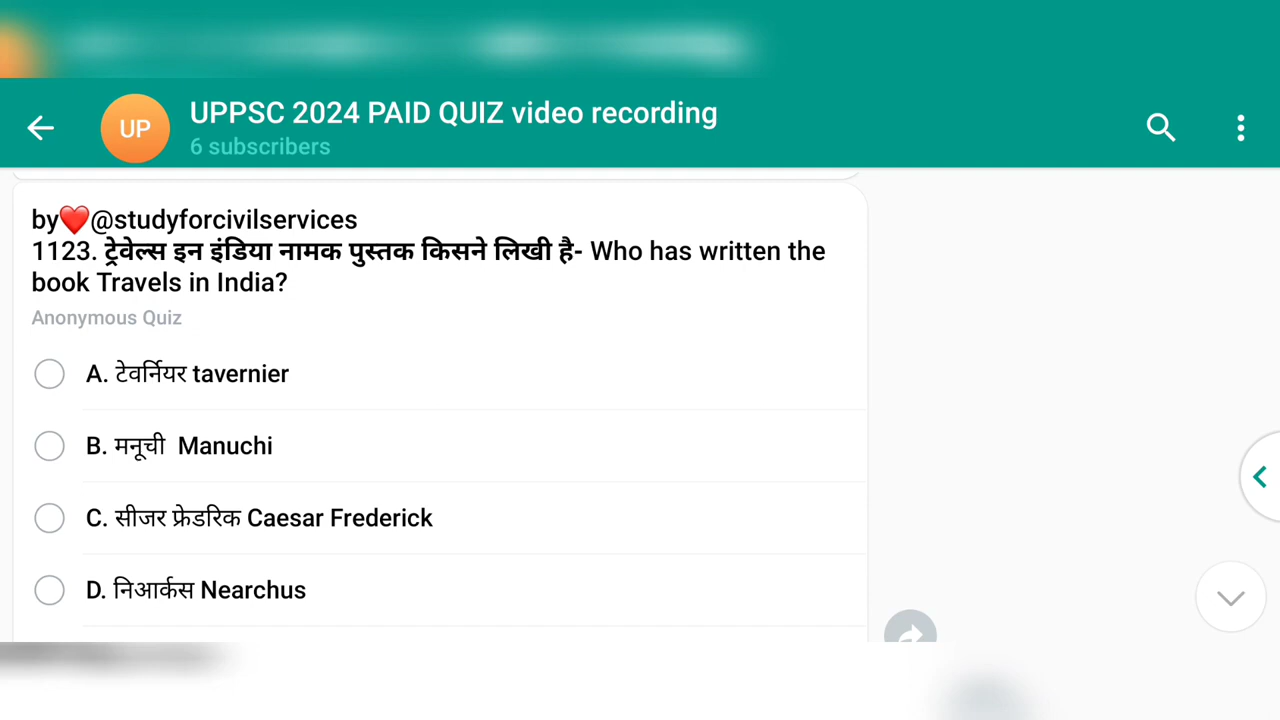 UP
UPPSC 2024 PAID QUIZ video recording
6 subscribers
by❤️@studyforcivilservices
1123. ट्रेवेल्स इन इंडिया नामक पुस्तक किसने लिखी है- Who has written the
book Travels in India?
Anonymous Quiz
A. टेवर्नियर tavernier
B. मनूची Manuchi
C. सीजर फ्रेडरिक Caesar Frederick
D. निआर्कस Nearchus